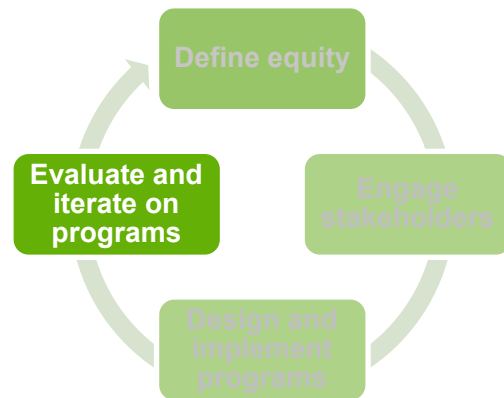 Define equity
Engage
stakeholders
Design and
implement
programs
Evaluate and
iterate on
programs